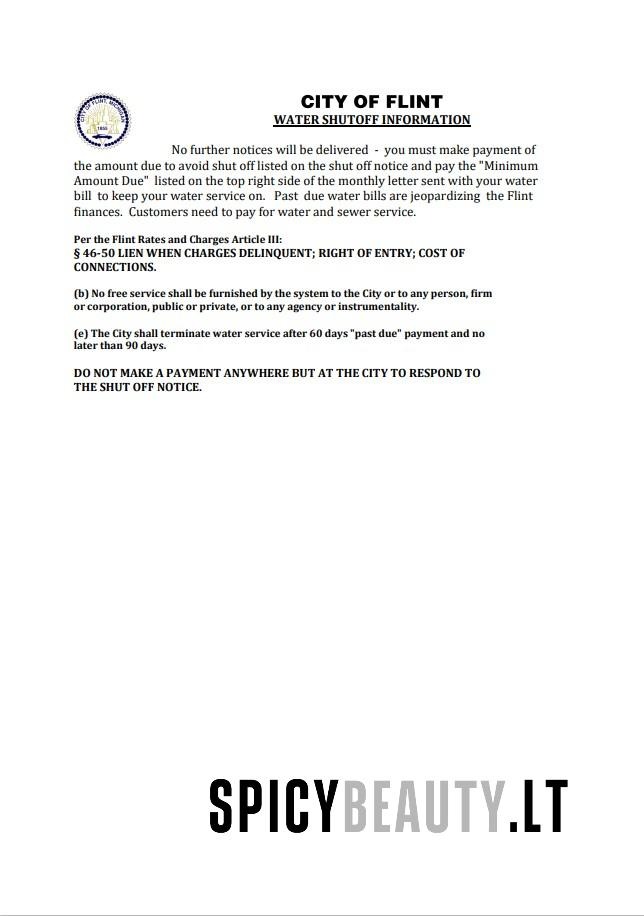 CITY OF FLINT, MICHIGAN
1855
CITY OF FLINT
WATER SHUTOFF INFORMATION
No further notices will be delivered - you must make payment of
the amount due to avoid shut off listed on the shut off notice and pay the "Minimum
Amount Due" listed on the top right side of the monthly letter sent with your water
bill to keep your water service on. Past due water bills are jeopardizing the Flint
finances. Customers need to pay for water and sewer service.
Per the Flint Rates and Charges Article III:
§ 46-50 LIEN WHEN CHARGES DELINQUENT; RIGHT OF ENTRY; COST OF
CONNECTIONS.
(b) No free service shall be furnished by the system to the City or to any person, firm
or corporation, public or private, or to any agency or instrumentality.
(e) The City shall terminate water service after 60 days "past due" payment and no
later than 90 days.
DO NOT MAKE A PAYMENT ANYWHERE BUT AT THE CITY TO RESPOND TO
THE SHUT OFF NOTICE.
SPICYBEAUTY.LT